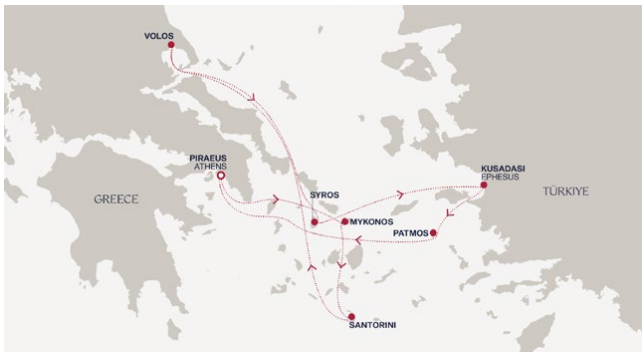 VOLOS
PIRAEUS
ATHENS
GREECE
SYROS
MYKONOS
KUSADASI
EPHESUS
TÜRKIYE
PATMOS
SANTORINI